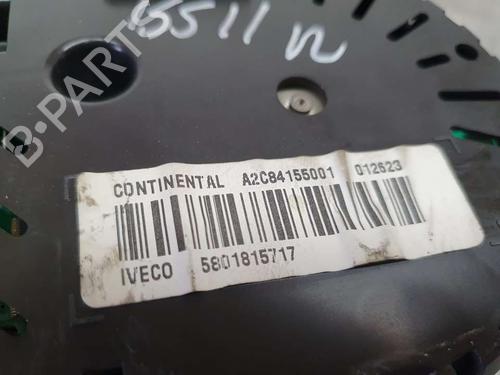 5511 N
B-PARTS
CONTINENTAL A2C84155001 012623
IVECO 5801815717